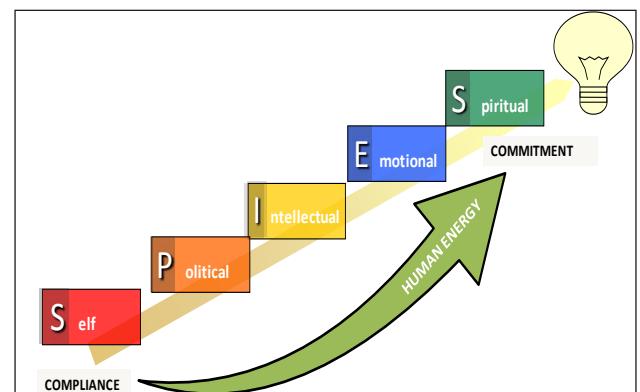 Spiritual
COMMITMENT
Emotional
Intellectual
HUMAN ENERGY
Political
Self
COMPLIANCE